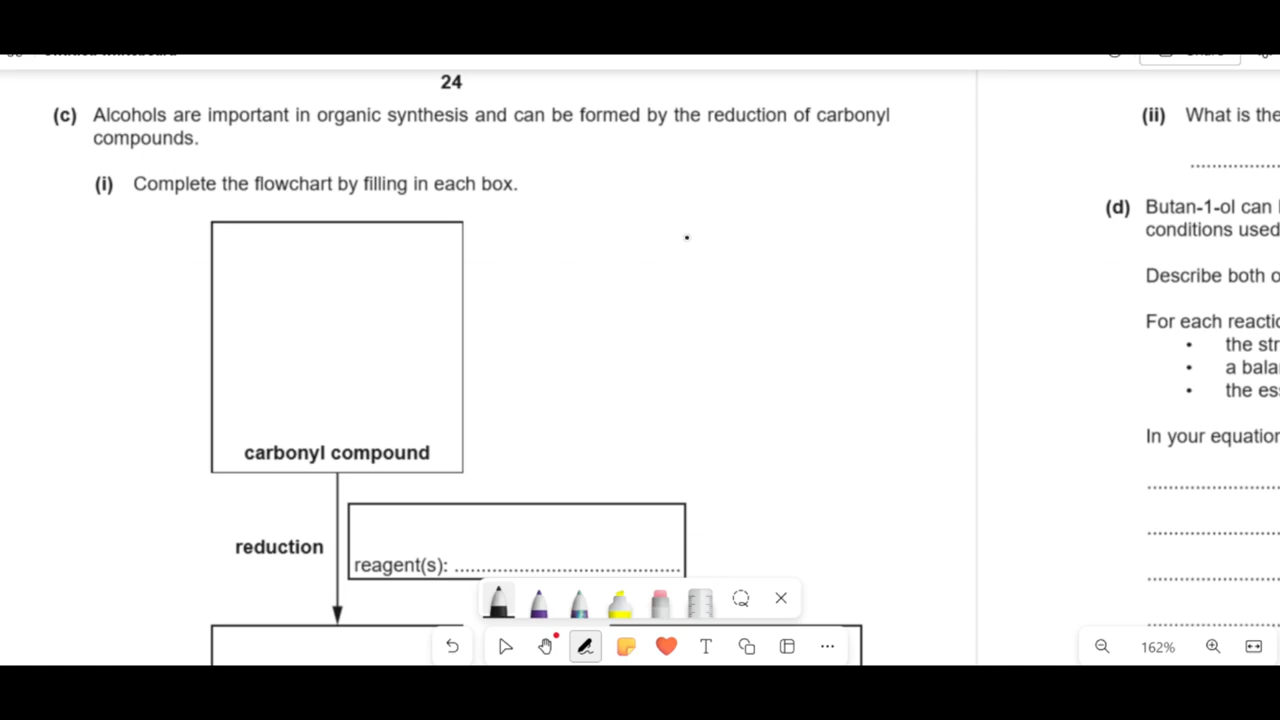 24
(c) Alcohols are important in organic synthesis and can be formed by the reduction of carbonyl
compounds.
(i) Complete the flowchart by filling in each box.
carbonyl compound
reduction
reagent(s): ........................................
(ii) What is the
(d) Butan-1-ol can
conditions used
Describe both o
For each reactio
• the str
• a bala
• the es
In your equation
T
162%